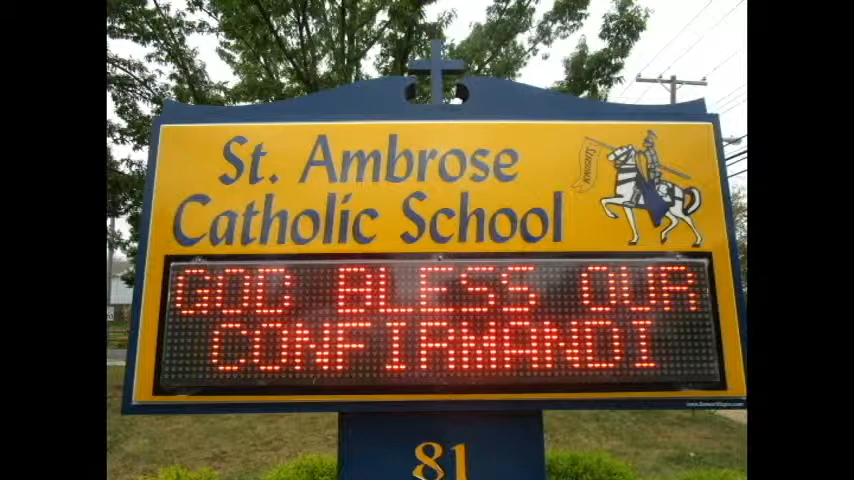 St. Ambrose
Catholic School
GOD BLESS OUR
CONFIRMANDI
81